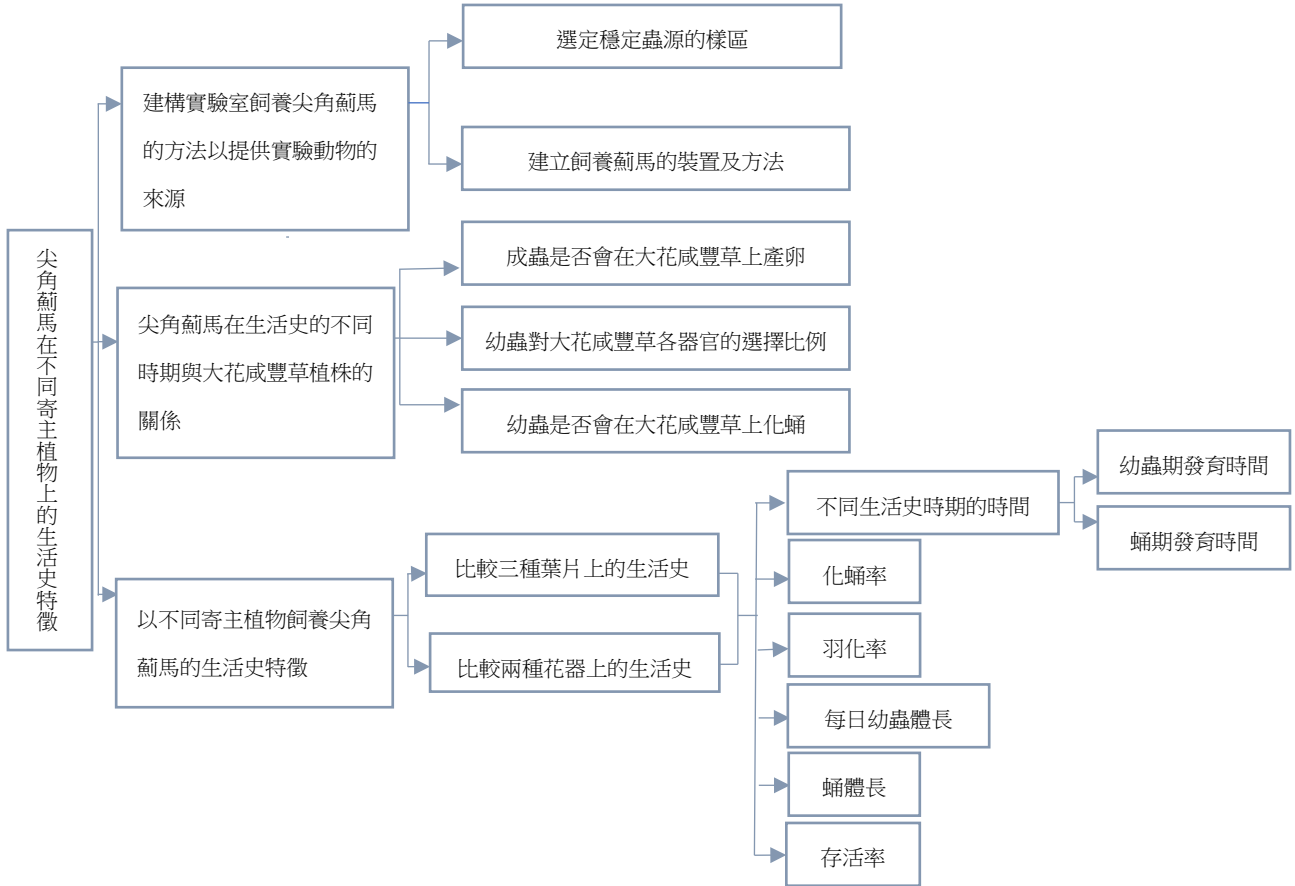 尖角薊馬在不同寄主植物上的生活史特徵
建構實驗室飼養尖角薊馬
的方法以提供實驗動物的
來源
選定穩定蟲源的樣區
建立飼養薊馬的裝置及方法
尖角薊馬在生活史的不同
時期與大花咸豐草植株的
關係
成蟲是否會在大花咸豐草上產卵
幼蟲對大花咸豐草各器官的選擇比例
幼蟲是否會在大花咸豐草上化蛹
以不同寄主植物飼養尖角
薊馬的生活史特徵
比較三種葉片上的生活史
比較兩種花器上的生活史
不同生活史時期的時間
幼蟲期發育時間
蛹期發育時間
化蛹率
羽化率
每日幼蟲體長
蛹體長
存活率